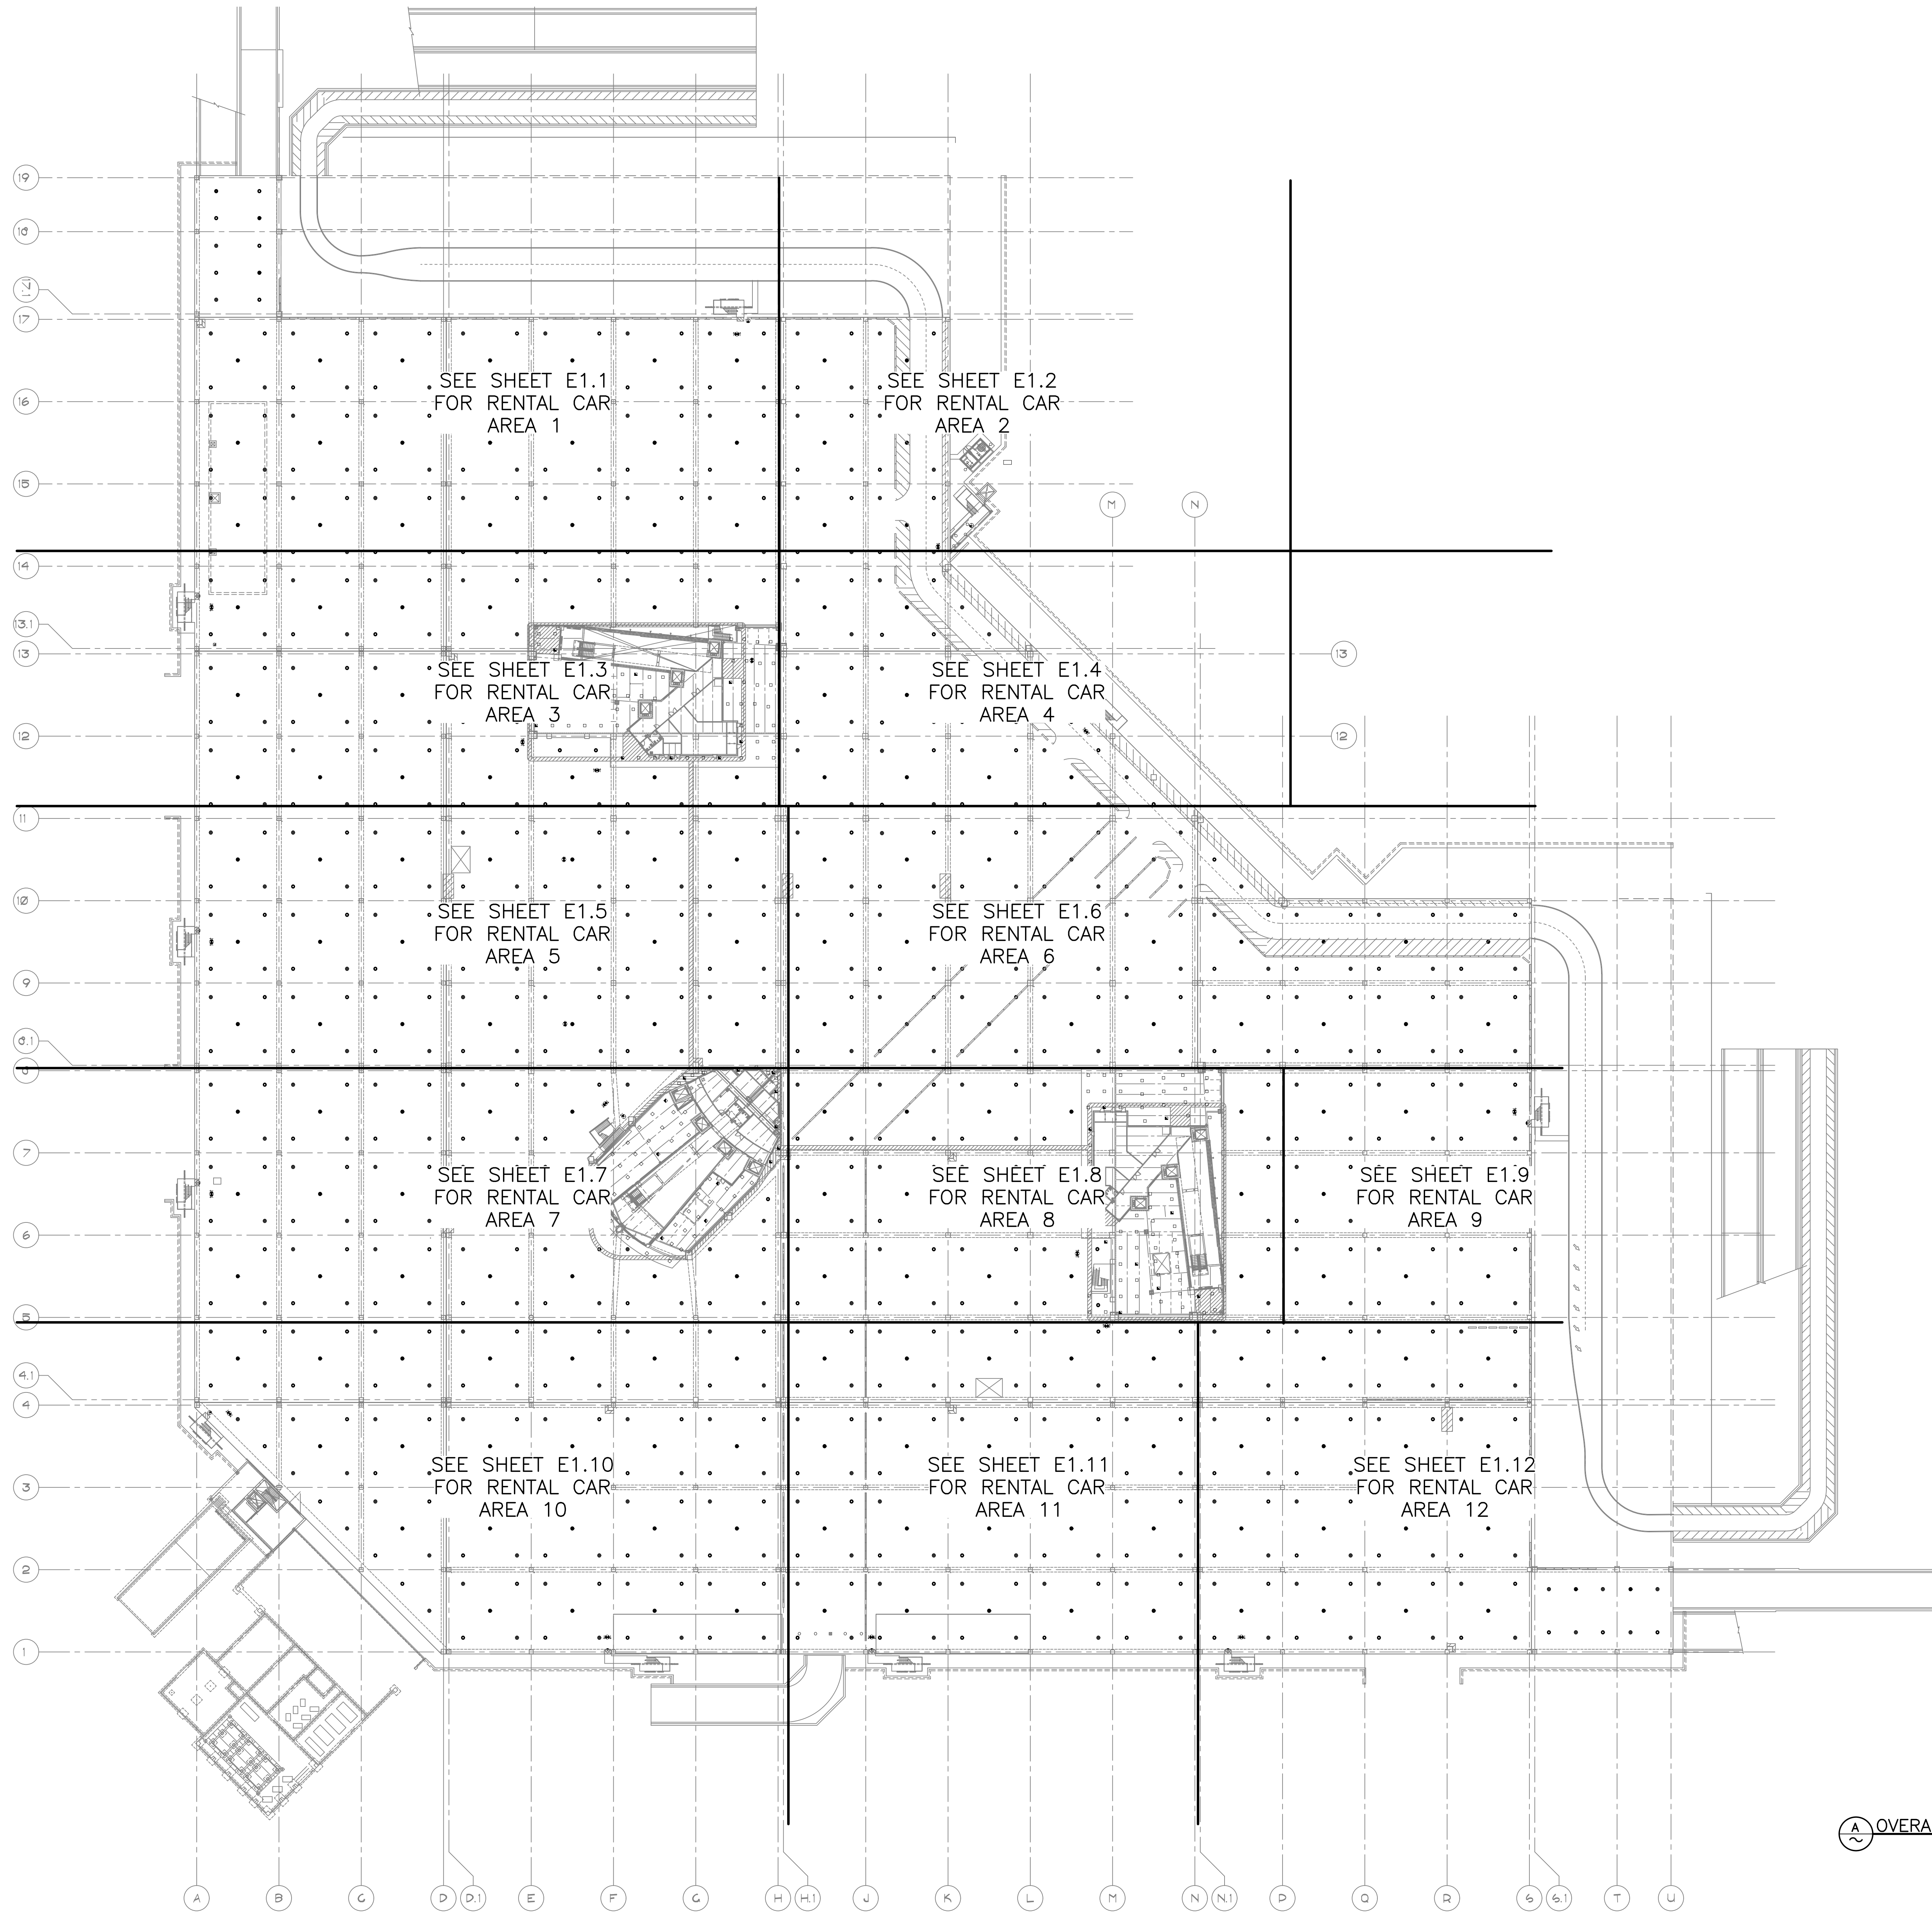 19
18
17.1
17
SEE SHEET E1.1
FOR RENTAL CAR
AREA 1
SEE SHEET E1.2
FOR RENTAL CAR
AREA 2
16
15
M
N
14
13.1
13
13
SEE SHEET E1.3
FOR RENTAL CAR
AREA 3
SEE SHEET E1.4
FOR RENTAL CAR
AREA 4
12
12
11
10
SEE SHEET E1.5
FOR RENTAL CAR
AREA 5
SEE SHEET E1.6
FOR RENTAL CAR
AREA 6
9
8.1
8
7
SEE SHEET E1.7
FOR RENTAL CAR
AREA 7
SEE SHEET E1.8
FOR RENTAL CAR
AREA 8
SEE SHEET E1.9
FOR RENTAL CAR
AREA 9
6
5
4.1
4
SEE SHEET E1.10
FOR RENTAL CAR
AREA 10
SEE SHEET E1.11
FOR RENTAL CAR
AREA 11
SEE SHEET E1.12
FOR RENTAL CAR
AREA 12
3
2
1
A OVERA
A B C D D.1 E F G H H.1 J K L M N N.1 P Q R S S.1 T U